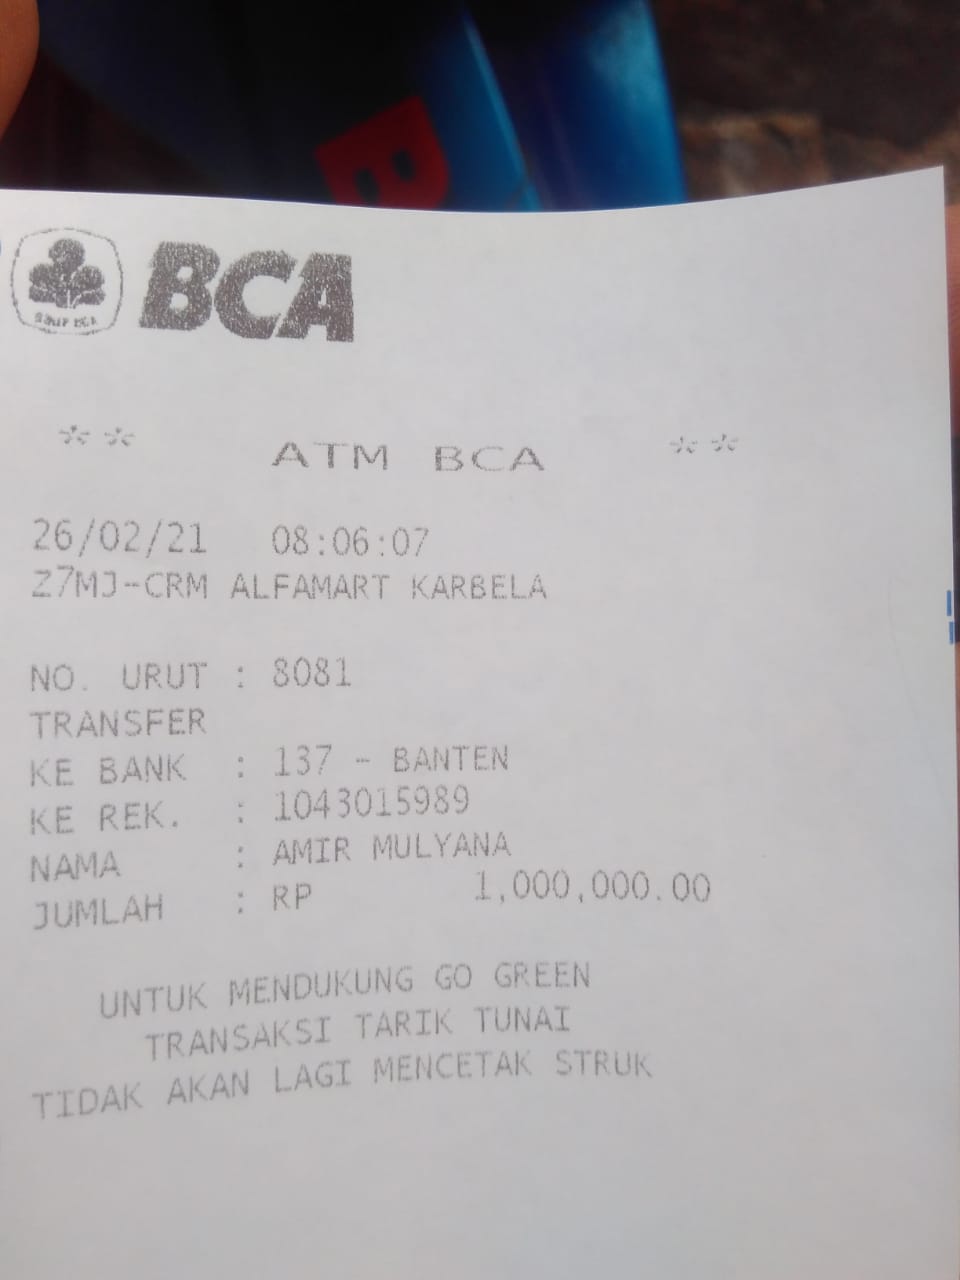 BCA
** ATM BCA **
26/02/21 08:06:07
Z7MJ-CRM ALFAMART KARBELA
NO. URUT : 8081
TRANSFER
KE BANK : 137 - BANTEN
KE REK. : 1043015989
NAMA : AMIR MULYANA
JUMLAH : RP 1,000,000.00
UNTUK MENDUKUNG GO GREEN
TRANSAKSI TARIK TUNAI
TIDAK AKAN LAGI MENCETAK STRUK